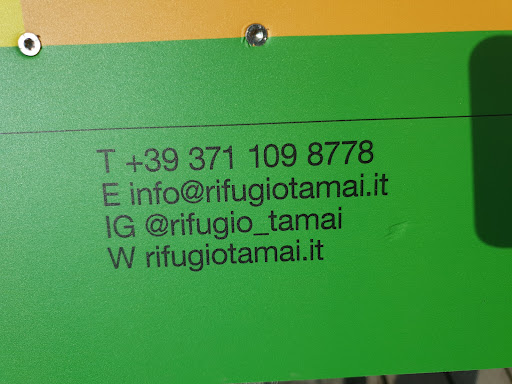 T +39 371 109 8778
E info@rifugiotamai.it
IG @rifugio_tamai
W rifugiotamai.it